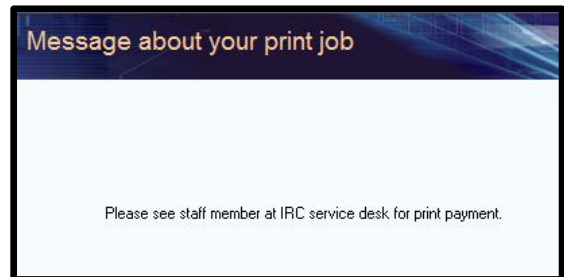 Message about your print job
Please see staff member at IRC service desk for print payment.